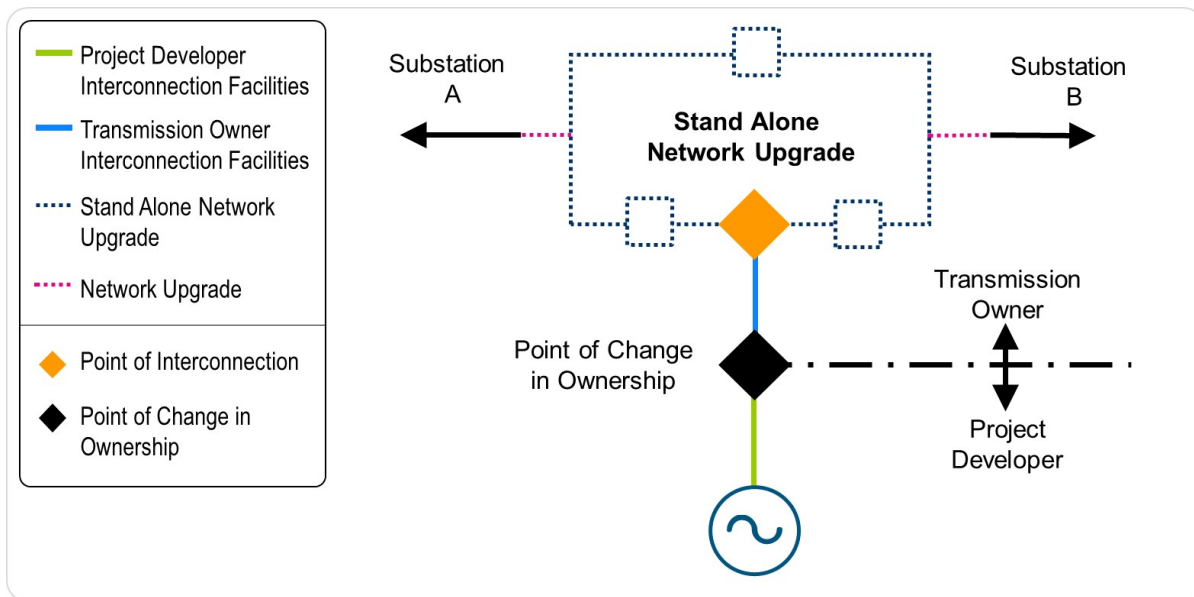 Project Developer
Interconnection Facilities
Transmission Owner
Interconnection Facilities
Stand Alone Network
Upgrade
Network Upgrade
Point of Interconnection
Point of Change in
Ownership
Substation
A
Substation
B
Stand Alone
Network Upgrade
Point of Change
in Ownership
Transmission
Owner
Project
Developer